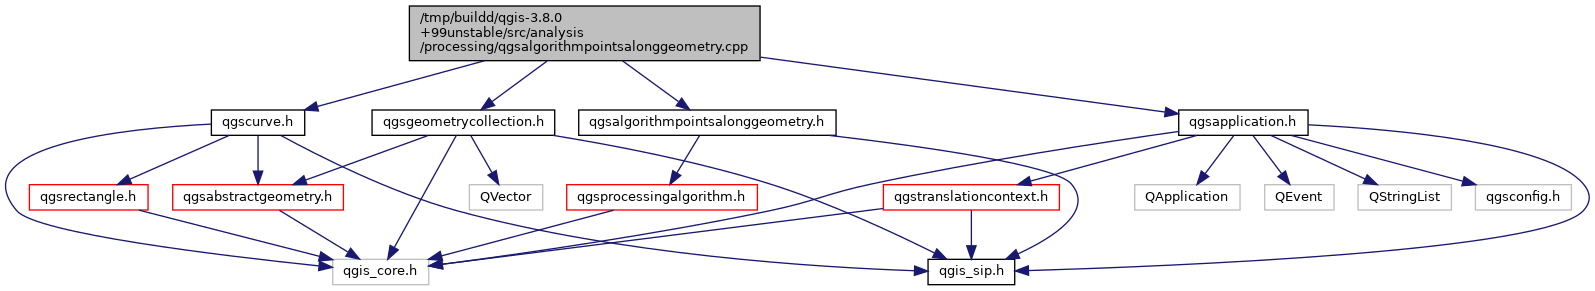 /tmp/buildd/qgis-3.8.0
+99unstable/src/analysis
/processing/qgsalgorithmpointsalonggeometry.cpp
qgscurve.h
qgsgeometrycollection.h
qgsalgorithmpointsalonggeometry.h
qgsapplication.h
qgsrectangle.h
qgsabstractgeometry.h
QVector
qgsprocessingalgorithm.h
qgstranslationcontext.h
QApplication
QEvent
QStringList
qgsconfig.h
qgis_core.h
qgis_sip.h